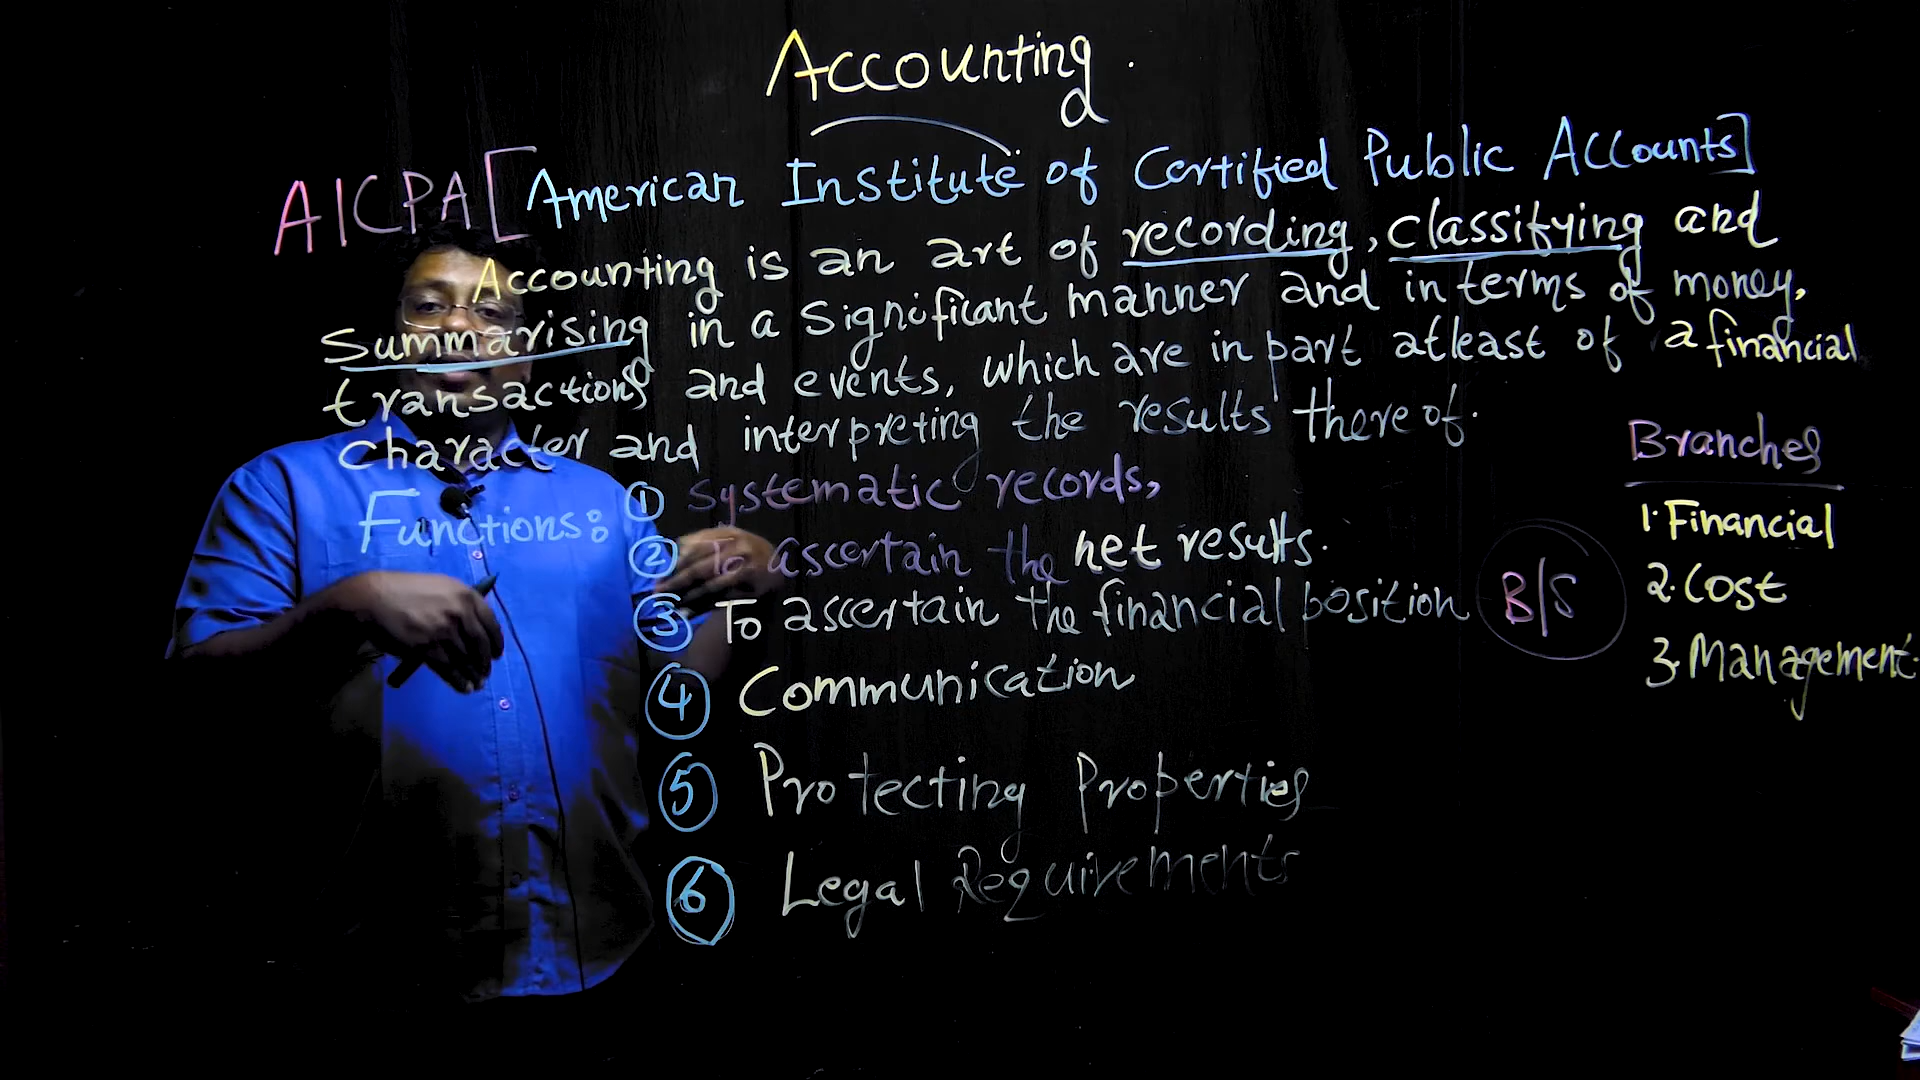 Accounting.
AICPA [American Institute of Certified Public Accounts]
Accounting is an art of recording, classifying and
Summarising in a significant manner and in terms of money,
transactions and events, which are in part atleast of a financial
character and interpreting the results there of.
Functions: ① Systematic records,
② To ascertain the net results.
③ To ascertain the financial position B/S
④ Communication
⑤ Protecting Properties
⑥ Legal Requirements
Branches
1. Financial
2. Cost
3. Management.